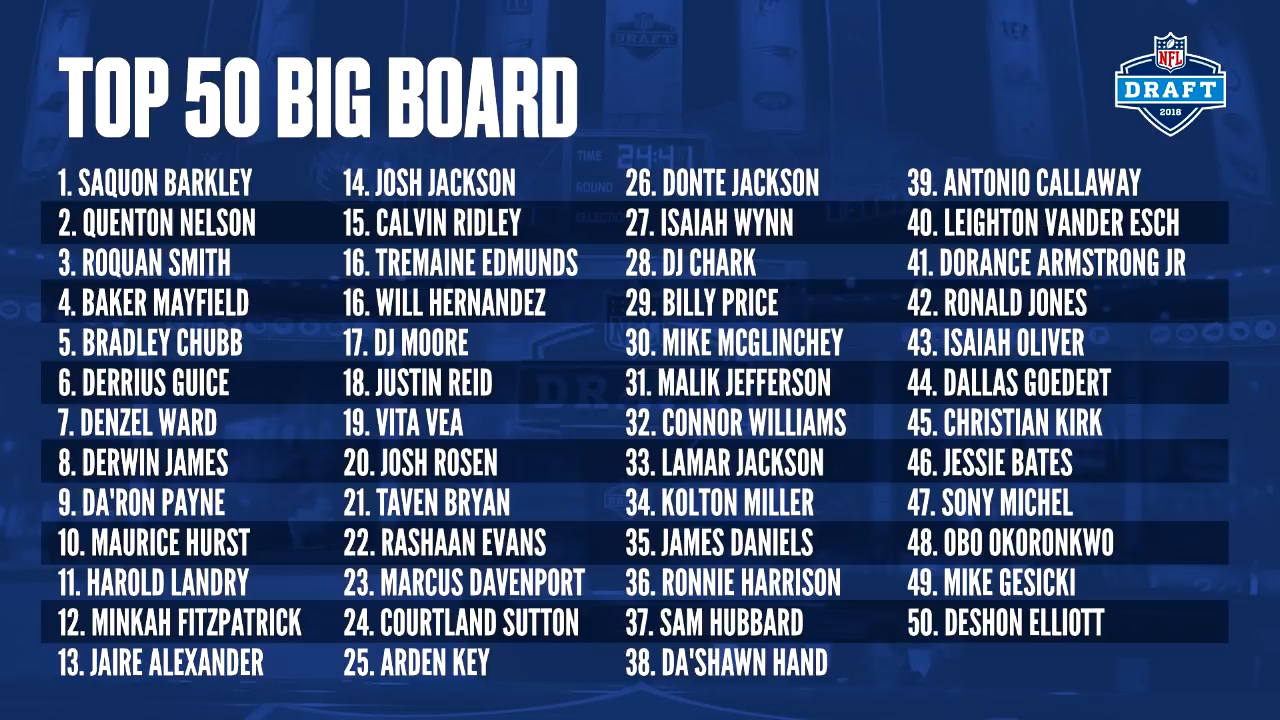 TOP 50 BIG BOARD
NFL
DRAFT
2018
1. SAQUON BARKLEY
2. QUENTON NELSON
3. ROQUAN SMITH
4. BAKER MAYFIELD
5. BRADLEY CHUBB
6. DERRIUS GUICE
7. DENZEL WARD
8. DERWIN JAMES
9. DA'RON PAYNE
10. MAURICE HURST
11. HAROLD LANDRY
12. MINKAH FITZPATRICK
13. JAIRE ALEXANDER
14. JOSH JACKSON
15. CALVIN RIDLEY
16. TREMAINE EDMUNDS
16. WILL HERNANDEZ
17. DJ MOORE
18. JUSTIN REID
19. VITA VEA
20. JOSH ROSEN
21. TAVEN BRYAN
22. RASHAAN EVANS
23. MARCUS DAVENPORT
24. COURTLAND SUTTON
25. ARDEN KEY
26. DONTE JACKSON
27. ISAIAH WYNN
28. DJ CHARK
29. BILLY PRICE
30. MIKE MCGLINCHEY
31. MALIK JEFFERSON
32. CONNOR WILLIAMS
33. LAMAR JACKSON
34. KOLTON MILLER
35. JAMES DANIELS
36. RONNIE HARRISON
37. SAM HUBBARD
38. DA'SHAWN HAND
39. ANTONIO CALLAWAY
40. LEIGHTON VANDER ESCH
41. DORANCE ARMSTRONG JR
42. RONALD JONES
43. ISAIAH OLIVER
44. DALLAS GOEDERT
45. CHRISTIAN KIRK
46. JESSIE BATES
47. SONY MICHEL
48. OBO OKORONKWO
49. MIKE GESICKI
50. DESHON ELLIOTT
DRAFT
TIME 24:41
ROUND